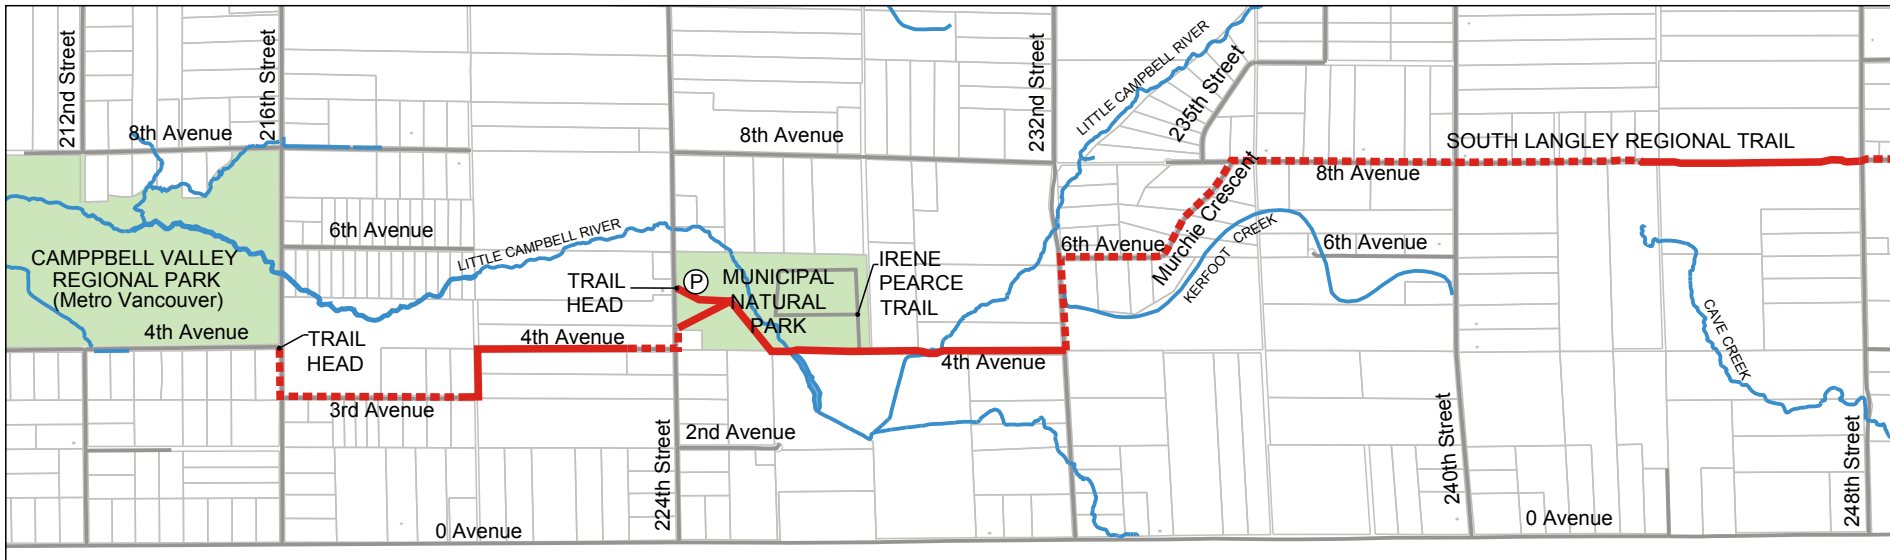 212nd Street
216th Street
8th Avenue
8th Avenue
232nd Street
LITTLE CAMPBELL RIVER
235th Street
SOUTH LANGLEY REGIONAL TRAIL
8th Avenue
6th Avenue
LITTLE CAMPBELL RIVER
6th Avenue
Murchie Crescent
KERFOOT CREEK
6th Avenue
CAMPPBELL VALLEY
REGIONAL PARK
(Metro Vancouver)
4th Avenue
TRAIL
HEAD
TRAIL
HEAD
P
MUNICIPAL
NATURAL
PARK
IRENE
PEARCE
TRAIL
4th Avenue
4th Avenue
CAVE CREEK
3rd Avenue
2nd Avenue
224th Street
240th Street
248th Street
0 Avenue
0 Avenue